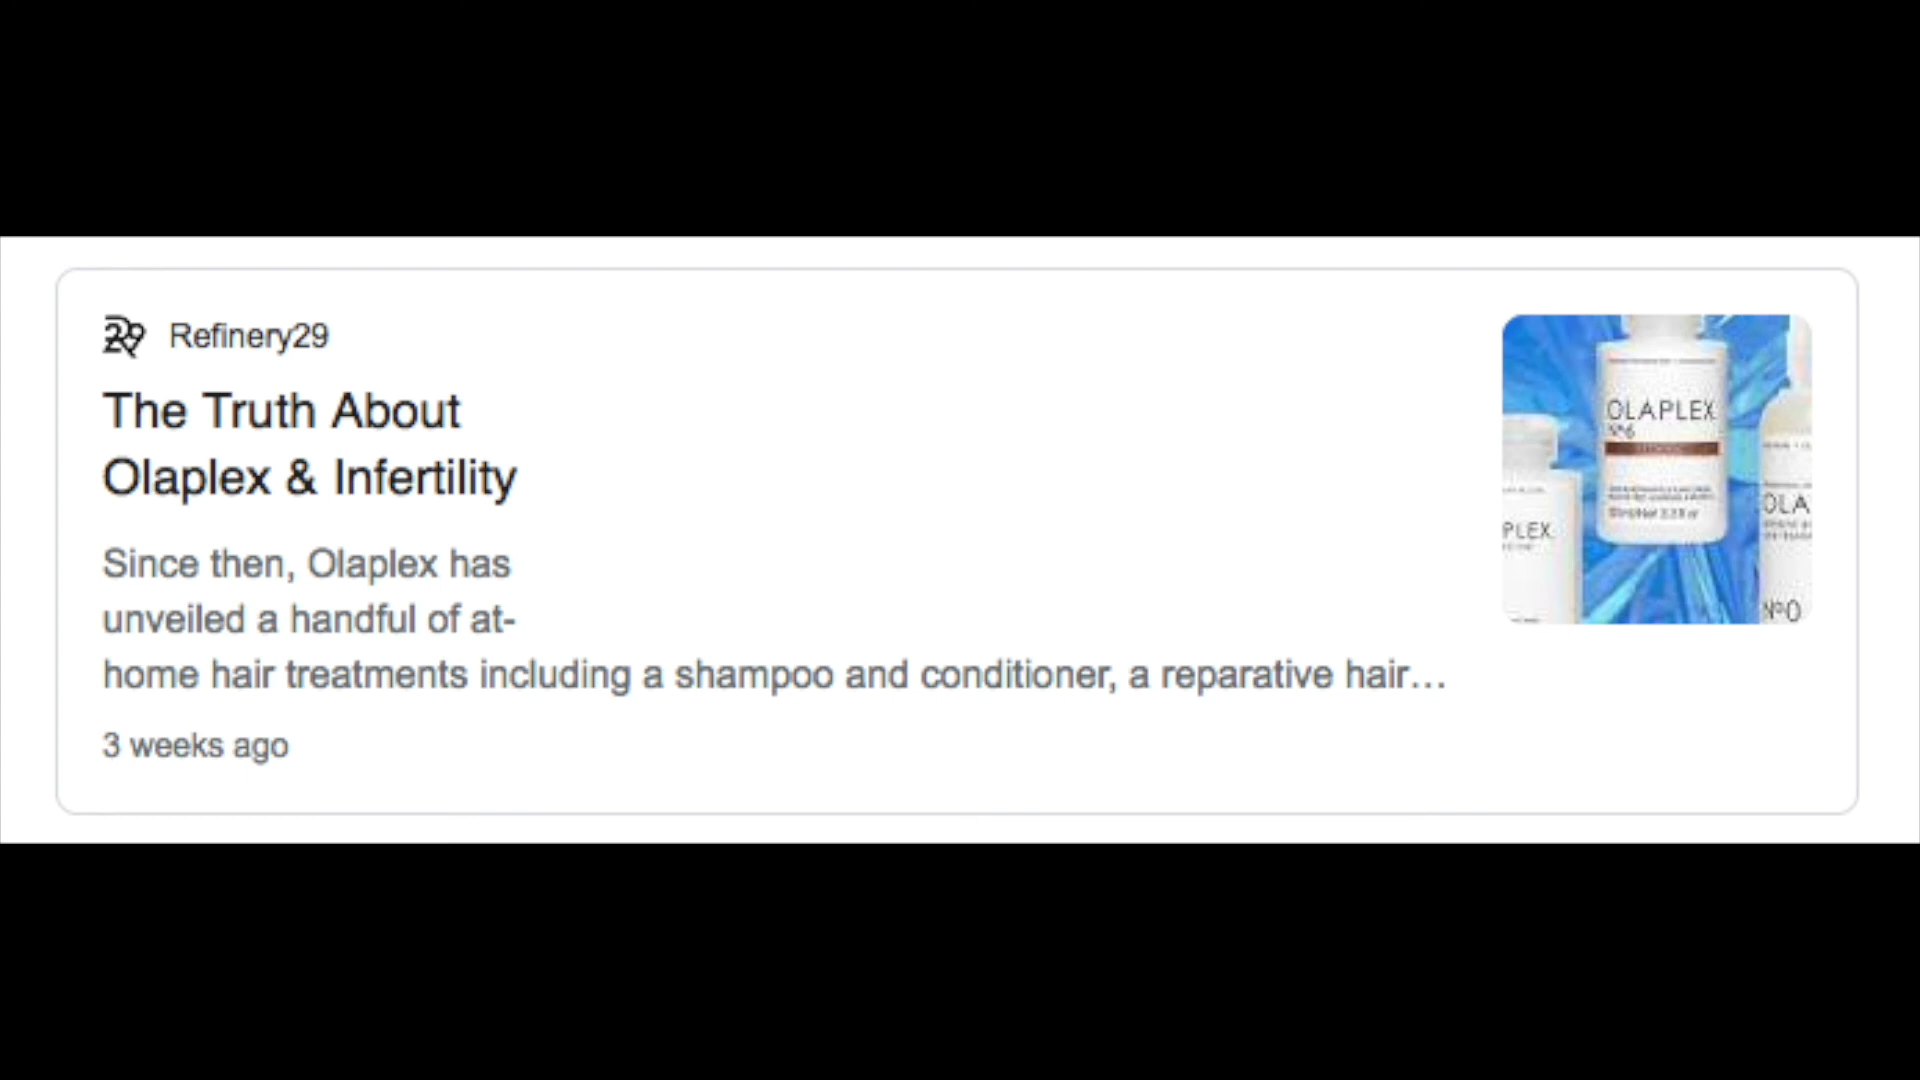 Refinery29
The Truth About
Olaplex & Infertility
Since then, Olaplex has
unveiled a handful of at-
home hair treatments including a shampoo and conditioner, a reparative hair…
3 weeks ago
OLAPLEX
Nº6
PLEX
OLA
Nº0